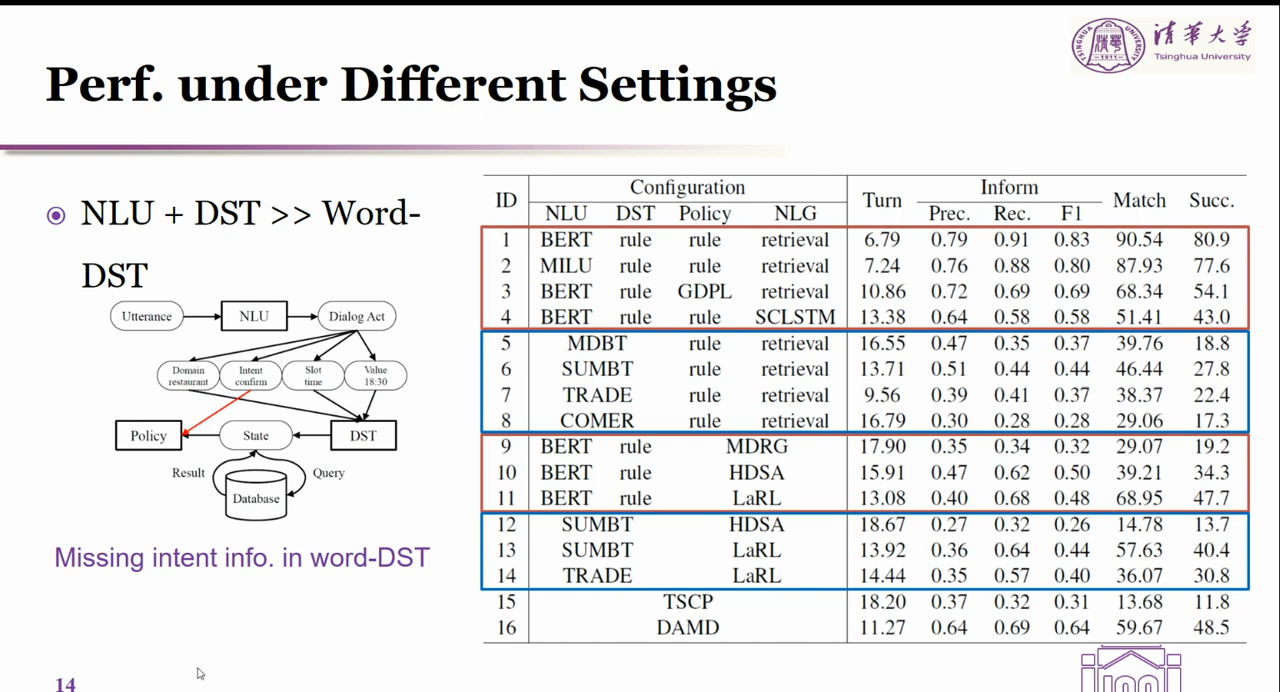 清華大学
Tsinghua University
TSINGHUA UNIVERSITY
-1911-
Perf. under Different Settings
NLU + DST >> Word-
DST
Utterance NLU Dialog Act
Domain restaurant Intent confirm Slot time Value 18:30
Policy State DST
Result Query
Database
Missing intent info. in word-DST
ID Configuration Turn Inform Match Succ.
NLU DST Policy NLG Prec. Rec. F1
1 BERT rule rule retrieval 6.79 0.79 0.91 0.83 90.54 80.9
2 MILU rule rule retrieval 7.24 0.76 0.88 0.80 87.93 77.6
3 BERT rule GDPL retrieval 10.86 0.72 0.69 0.69 68.34 54.1
4 BERT rule rule SCLSTM 13.38 0.64 0.58 0.58 51.41 43.0
5 MDBT rule retrieval 16.55 0.47 0.35 0.37 39.76 18.8
6 SUMBT rule retrieval 13.71 0.51 0.44 0.44 46.44 27.8
7 TRADE rule retrieval 9.56 0.39 0.41 0.37 38.37 22.4
8 COMER rule retrieval 16.79 0.30 0.28 0.28 29.06 17.3
9 BERT rule MDRG 17.90 0.35 0.34 0.32 29.07 19.2
10 BERT rule HDSA 15.91 0.47 0.62 0.50 39.21 34.3
11 BERT rule LaRL 13.08 0.40 0.68 0.48 68.95 47.7
12 SUMBT HDSA 18.67 0.27 0.32 0.26 14.78 13.7
13 SUMBT LaRL 13.92 0.36 0.64 0.44 57.63 40.4
14 TRADE LaRL 14.44 0.35 0.57 0.40 36.07 30.8
15 TSCP 18.20 0.37 0.32 0.31 13.68 11.8
16 DAMD 11.27 0.64 0.69 0.64 59.67 48.5
14